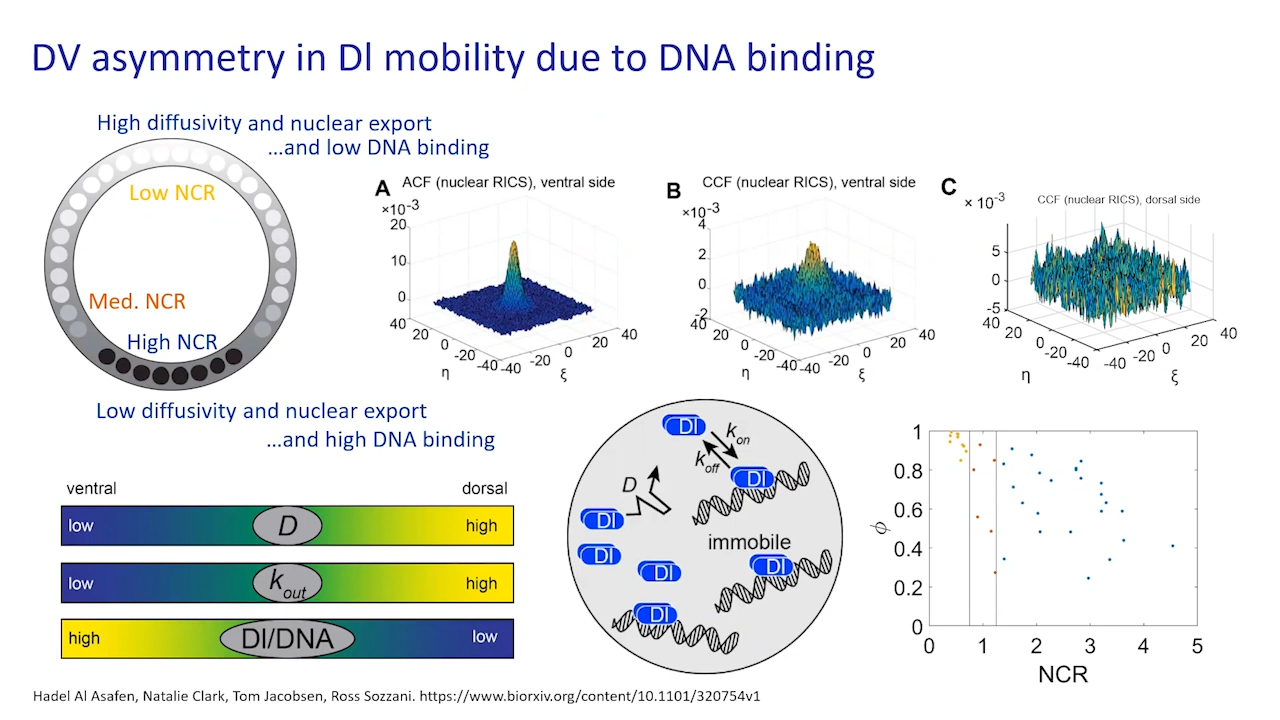 DV asymmetry in Dl mobility due to DNA binding
High diffusivity and nuclear export
...and low DNA binding
Low NCR
Med. NCR
High NCR
Low diffusivity and nuclear export
...and high DNA binding
A ACF (nuclear RICS), ventral side
×10⁻³
20
10
0
40
20
0
-20
-40
-40
-20
0
20
40
η
ξ
B CCF (nuclear RICS), ventral side
×10⁻³
4
2
0
-2
40
20
0
-20
-40
-40
-20
0
20
40
η
ξ
C CCF (nuclear RICS), dorsal side
× 10⁻³
5
0
-5
40
20
0
-20
-40
-40
-20
0
20
40
η
ξ
ventral dorsal
low D high
low kout high
high Dl/DNA low
Dl
kon
koff
Dl
D
Dl
Dl
immobile
Dl
Dl
Dl
1
0.8
0.6
0.4
0.2
0
ϕ
0 1 2 3 4 5
NCR
Hadel Al Asafen, Natalie Clark, Tom Jacobsen, Ross Sozzani. https://www.biorxiv.org/content/10.1101/320754v1